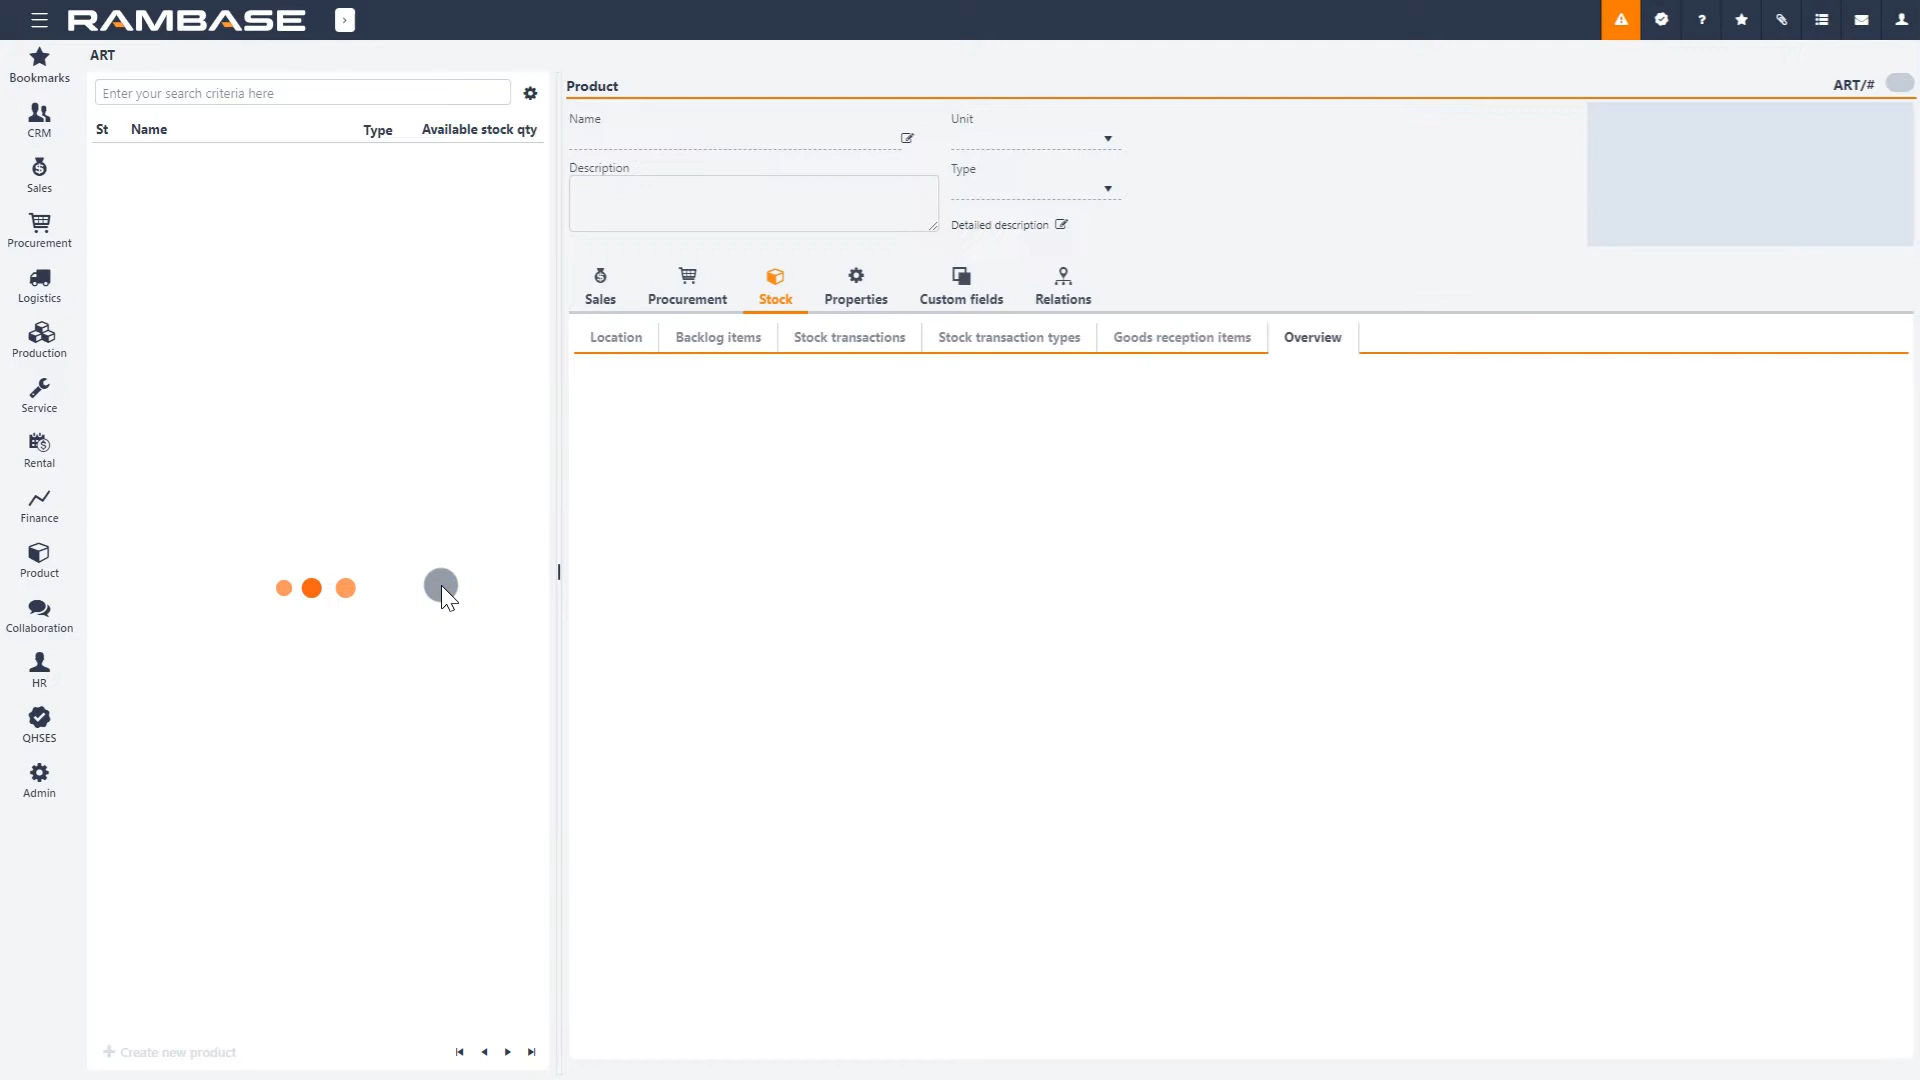 RAMBASE
Bookmarks
CRM
Sales
Procurement
Logistics
Production
Service
Rental
Finance
Product
Collaboration
HR
QHSES
Admin
ART
Enter your search criteria here
St Name Type Available stock qty
Create new product
Product ART/#
Name
Unit
Description
Type
Detailed description
Sales Procurement Stock Properties Custom fields Relations
Location Backlog items Stock transactions Stock transaction types Goods reception items Overview